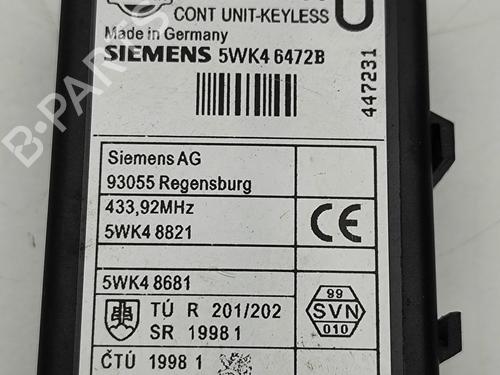 CONT UNIT-KEYLESS
U
Made in Germany
SIEMENS 5WK4 6472B
447231
Siemens AG
93055 Regensburg
433,92MHz
5WK4 8821
CE
5WK4 8681
TÚ R 201/202
SR 1998 1
99
SVN
010
ČTÚ 1998 1
B-PARTS